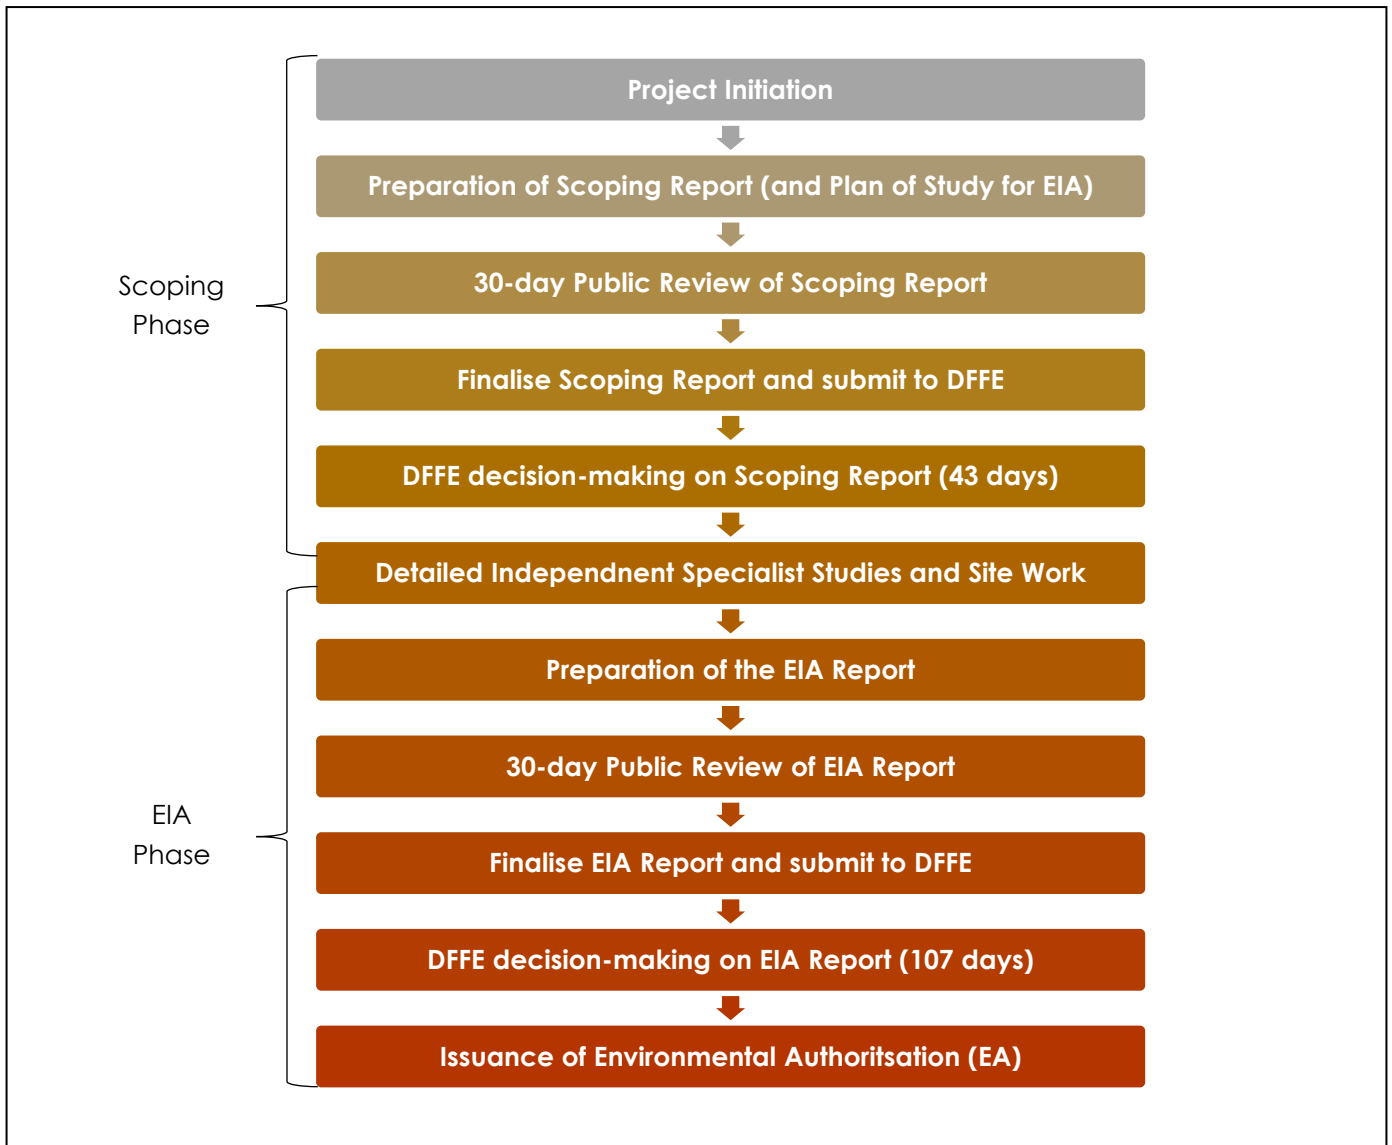 Project Initiation
Preparation of Scoping Report (and Plan of Study for EIA)
30-day Public Review of Scoping Report
Scoping
Phase
Finalise Scoping Report and submit to DFFE
DFFE decision-making on Scoping Report (43 days)
Detailed Independnent Specialist Studies and Site Work
Preparation of the EIA Report
30-day Public Review of EIA Report
EIA
Phase
Finalise EIA Report and submit to DFFE
DFFE decision-making on EIA Report (107 days)
Issuance of Environmental Authoritsation (EA)